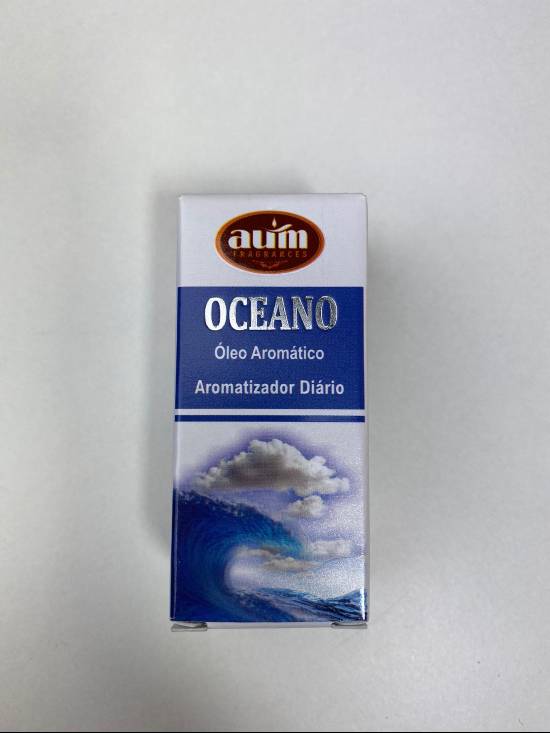 aum
FRAGRANCES
OCEANO
Óleo Aromático
Aromatizador Diário